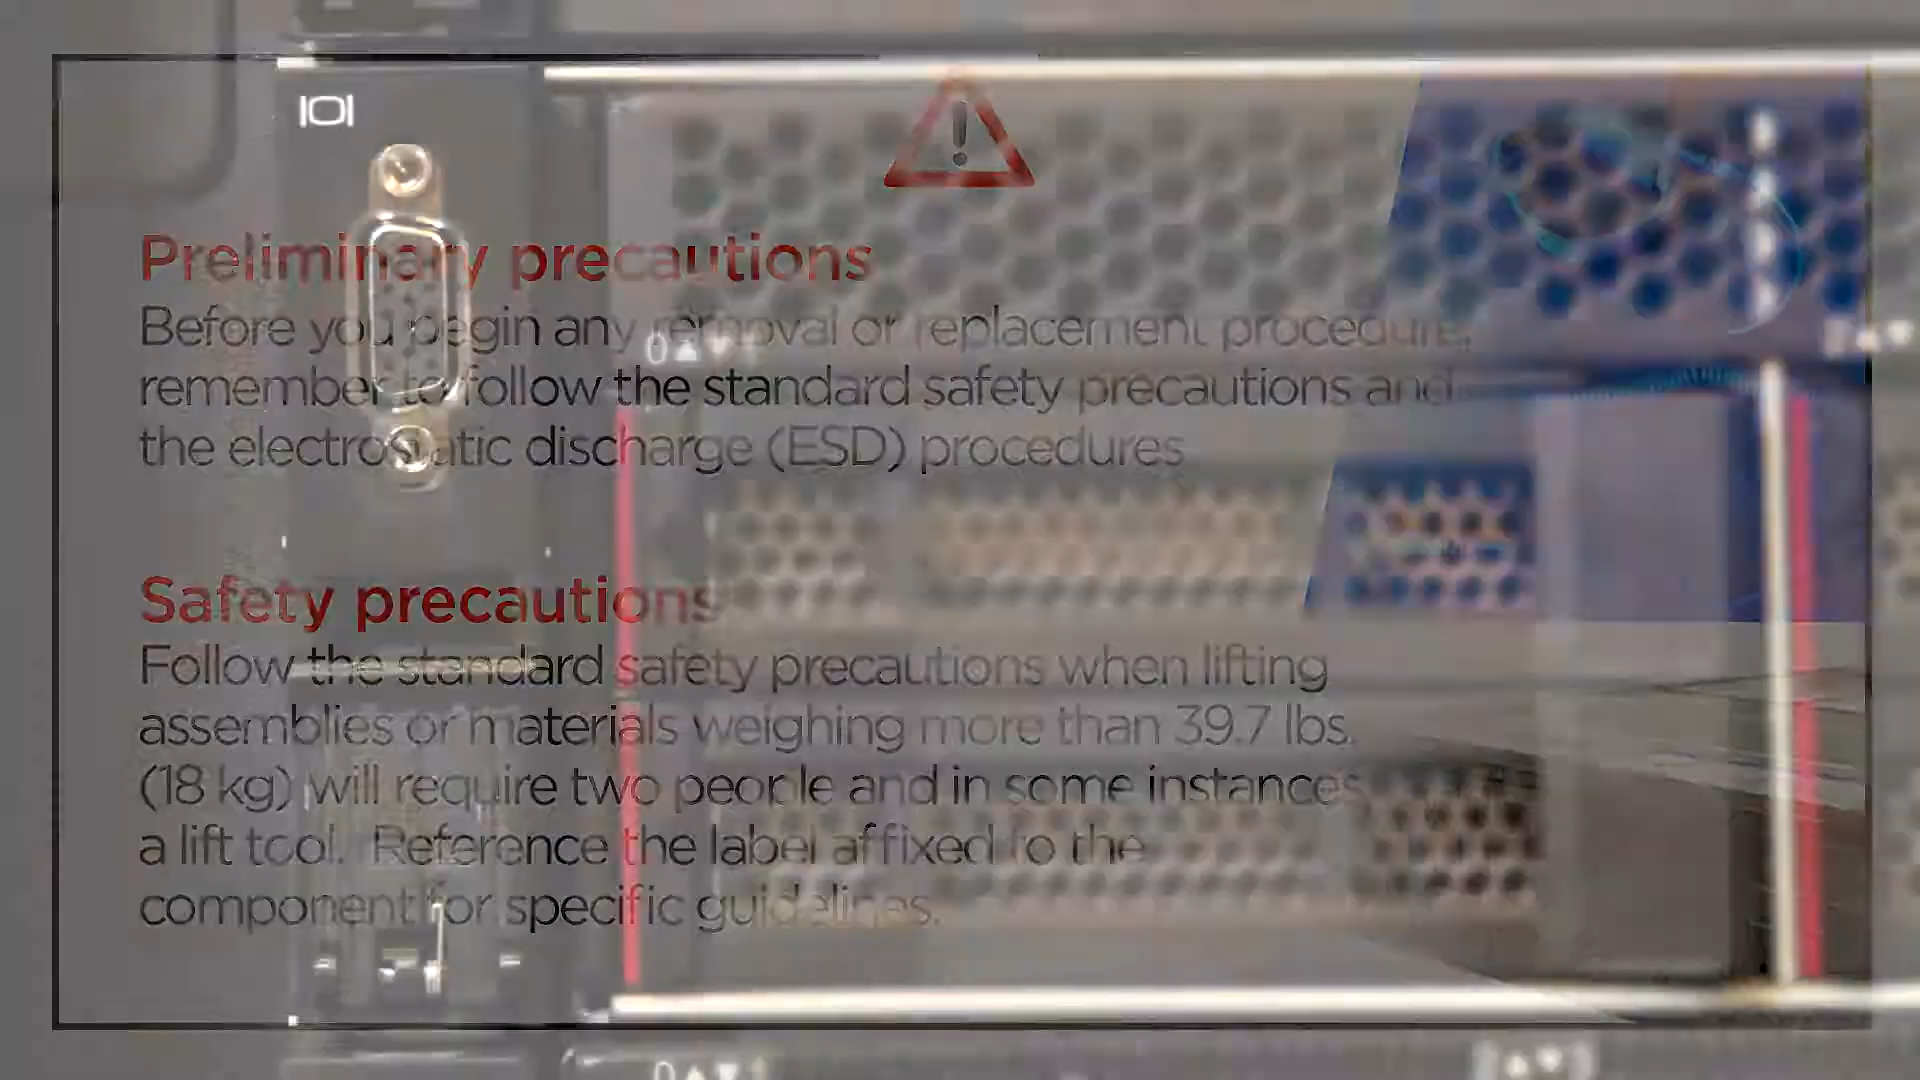 Preliminary precautions
Before you begin any removal or replacement procedure,
remember to follow the standard safety precautions and
the electrostatic discharge (ESD) procedures
Safety precautions
Follow the standard safety precautions when lifting
assemblies or materials weighing more than 39.7 lbs.
(18 kg) will require two people and in some instances
a lift tool. Reference the label affixed to the
component for specific guidelines.